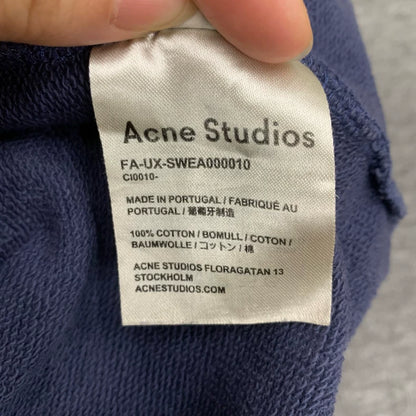 Acne Studios
FA-UX-SWEA000010
CI0010-
MADE IN PORTUGAL / FABRIQUÉ AU
PORTUGAL / 葡萄牙制造
100% COTTON / BOMULL / COTON /
BAUMWOLLE / コットン / 棉
ACNE STUDIOS FLORAGATAN 13
STOCKHOLM
ACNESTUDIOS.COM